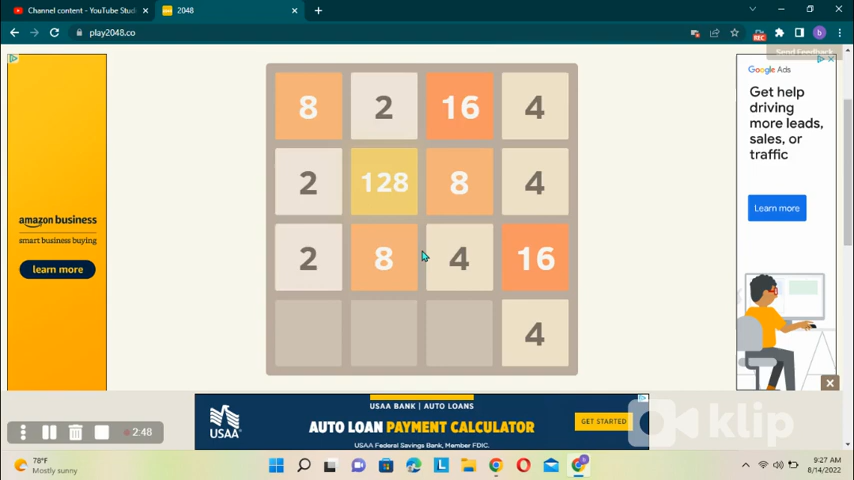 Channel content - YouTube Stud
2048
play2048.co
REC
b
Send Feedback
8 2 16 4
2 128 8 4
2 8 4 16
4
amazon business
smart business buying
learn more
Google Ads
Get help
driving
more leads,
sales, or
traffic
Learn more
USAA
USAA BANK | AUTO LOANS
AUTO LOAN PAYMENT CALCULATOR
USAA Federal Savings Bank, Member FDIC.
GET STARTED
klip
2:48
78°F
Mostly sunny
L
9:27 AM
8/14/2022